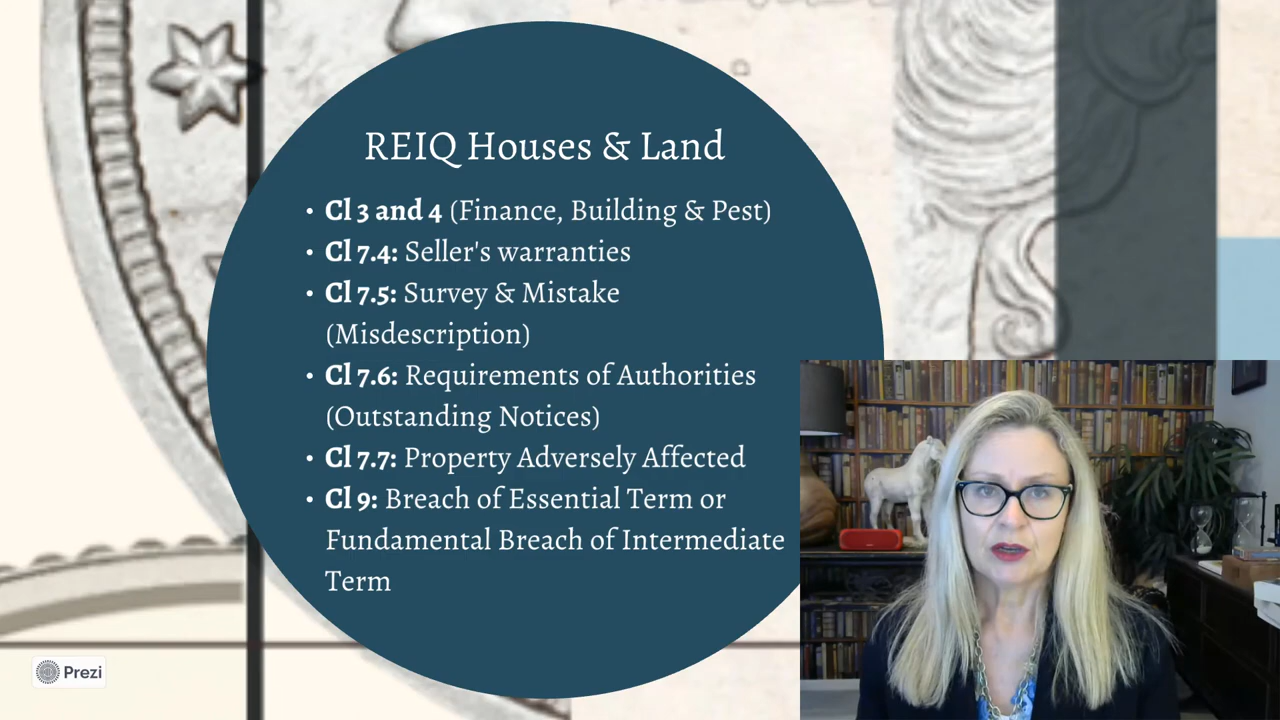 REIQ Houses & Land
• Cl 3 and 4 (Finance, Building & Pest)
• Cl 7.4: Seller's warranties
• Cl 7.5: Survey & Mistake
(Misdescription)
• Cl 7.6: Requirements of Authorities
(Outstanding Notices)
• Cl 7.7: Property Adversely Affected
• Cl 9: Breach of Essential Term or
Fundamental Breach of Intermediate
Term
Prezi